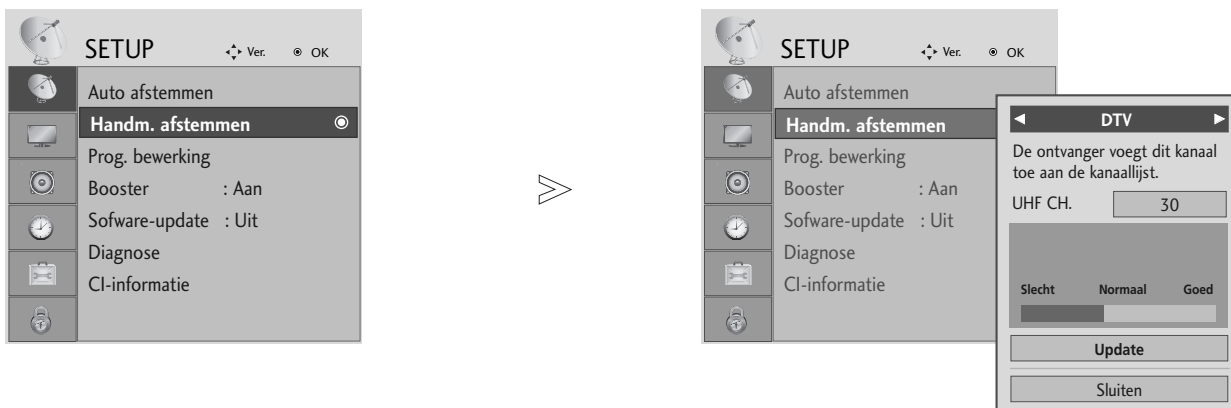 SETUP Ver. OK
Auto afstemmen
Handm. afstemmen
Prog. bewerking
Booster : Aan
Sofware-update : Uit
Diagnose
CI-informatie
SETUP Ver. OK
Auto afstemmen
Handm. afstemmen
Prog. bewerking
Booster : Aan
Sofware-update : Uit
Diagnose
CI-informatie
DTV
De ontvanger voegt dit kanaal
toe aan de kanaallijst.
UHF CH. 30
Slecht Normaal Goed
Update
Sluiten